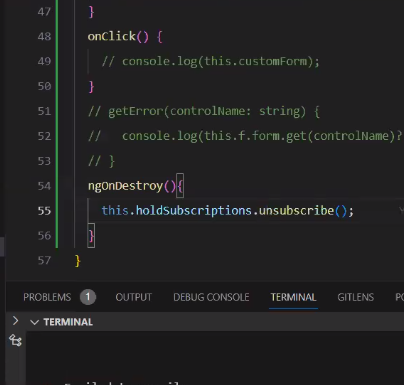 47 }
48 onClick() {
49 // console.log(this.customForm);
50 }
51 // getError(controlName: string) {
52 // console.log(this.f.form.get(controlName)?
53 // }
54 ngOnDestroy(){
55 this.holdSubscriptions.unsubscribe();
56 }
57 }
PROBLEMS 1 OUTPUT DEBUG CONSOLE TERMINAL GITLENS
TERMINAL